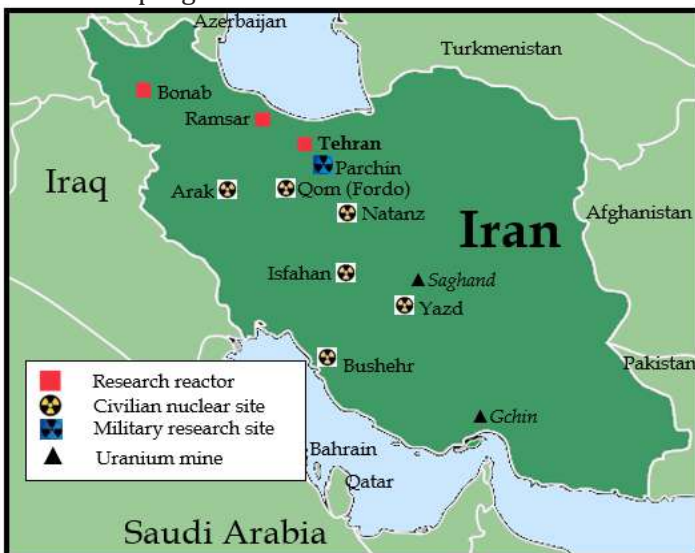 Azerbaijan
Turkmenistan
Bonab
Ramsar
Tehran
Parchin
Iraq
Arak
Qom (Fordo)
Natanz
Afghanistan
Iran
Isfahan
Saghand
Yazd
Bushehr
Pakistan
Research reactor
Civilian nuclear site
Military research site
Uranium mine
Gchin
Bahrain
Qatar
Saudi Arabia